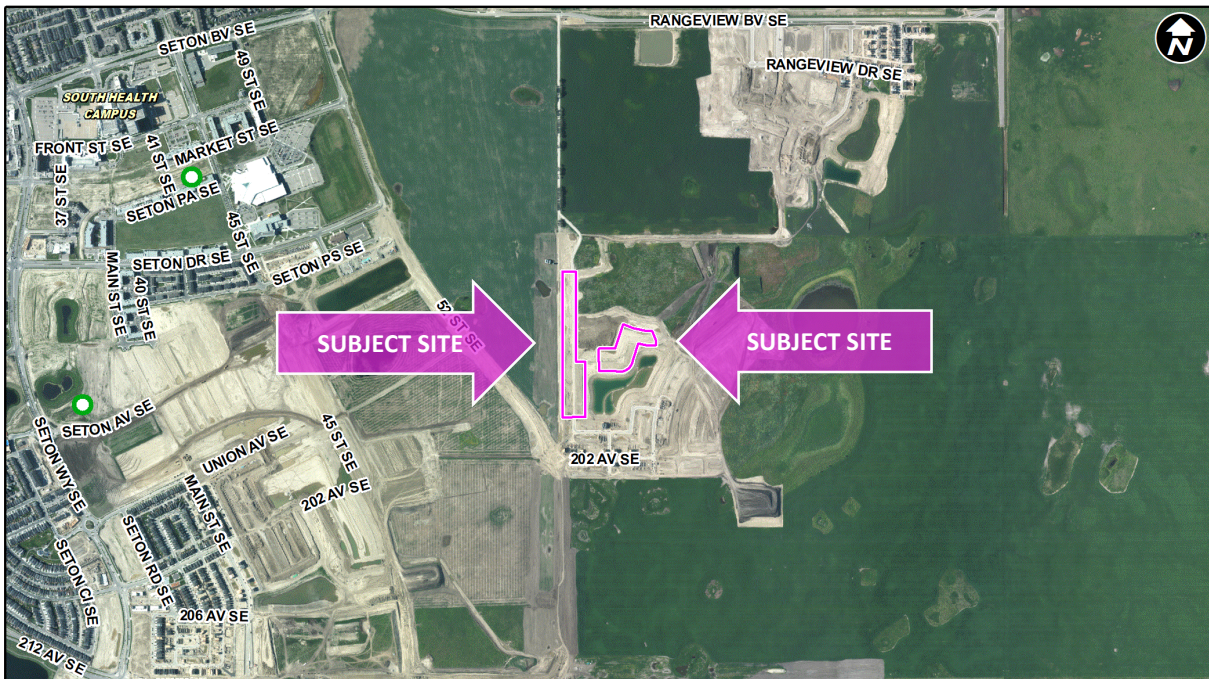 RANGEVIEW BV SE
N
SETON BV SE
49 ST SE
RANGEVIEW DR SE
SOUTH HEALTH
CAMPUS
FRONT ST SE
41 ST SE
MARKET ST SE
37 ST SE
SETON PA SE
45 ST SE
SETON PS SE
MAIN ST SE
SETON DR SE
40 ST SE
52 ST SE
SUBJECT SITE
SUBJECT SITE
SETON AV SE
45 ST SE
UNION AV SE
202 AV SE
SETON WY SE
MAIN ST SE
202 AV SE
SETON RD SE
SETON CI SE
206 AV SE
212 AV SE